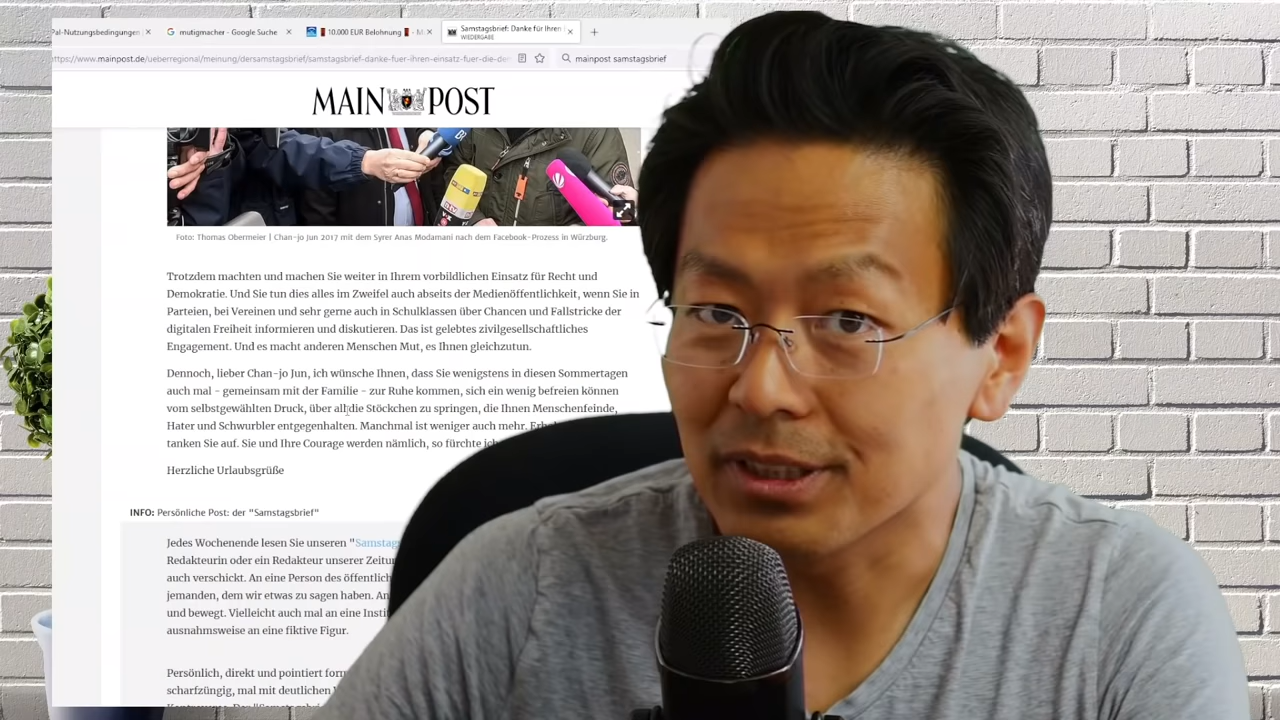 Pal-Nutzungsbedingungen
mutigmacher - Google Suche
10.000 EUR Belohnung
Samstagsbrief: Danke für Ihren
WIEDERGABE
https://www.mainpost.de/ueberregional/meinung/dersamstagsbrief/samstagsbrief-danke-fuer-ihren-einsatz-fuer-die-de
mainpost samstagsbrief
MAIN POST
Foto: Thomas Obermeier | Chan-jo Jun 2017 mit dem Syrer Anas Modamani nach dem Facebook-Prozess in Würzburg.
Trotzdem machten und machen Sie weiter in Ihrem vorbildlichen Einsatz für Recht und
Demokratie. Und Sie tun dies alles im Zweifel auch abseits der Medienöffentlichkeit, wenn Sie in
Parteien, bei Vereinen und sehr gerne auch in Schulklassen über Chancen und Fallstricke der
digitalen Freiheit informieren und diskutieren. Das ist gelebtes zivilgesellschaftliches
Engagement. Und es macht anderen Menschen Mut, es Ihnen gleichzutun.
Dennoch, lieber Chan-jo Jun, ich wünsche Ihnen, dass Sie wenigstens in diesen Sommertagen
auch mal - gemeinsam mit der Familie - zur Ruhe kommen, sich ein wenig befreien können
vom selbstgewählten Druck, über all die Stöckchen zu springen, die Ihnen Menschenfeinde,
Hater und Schwurbler entgegenhalten. Manchmal ist weniger auch mehr.
tanken Sie auf. Sie und Ihre Courage werden nämlich, so fürchte ich
Herzliche Urlaubsgrüße
INFO: Persönliche Post: der "Samstagsbrief"
Jedes Wochenende lesen Sie unseren "Samstags
Redakteurin oder ein Redakteur unserer Zeitun
auch verschickt. An eine Person des öffentlich
jemanden, dem wir etwas zu sagen haben. An
und bewegt. Vielleicht auch mal an eine Instit
ausnahmsweise an eine fiktive Figur.
Persönlich, direkt und pointiert form
scharfzüngig, mal mit deutlichen